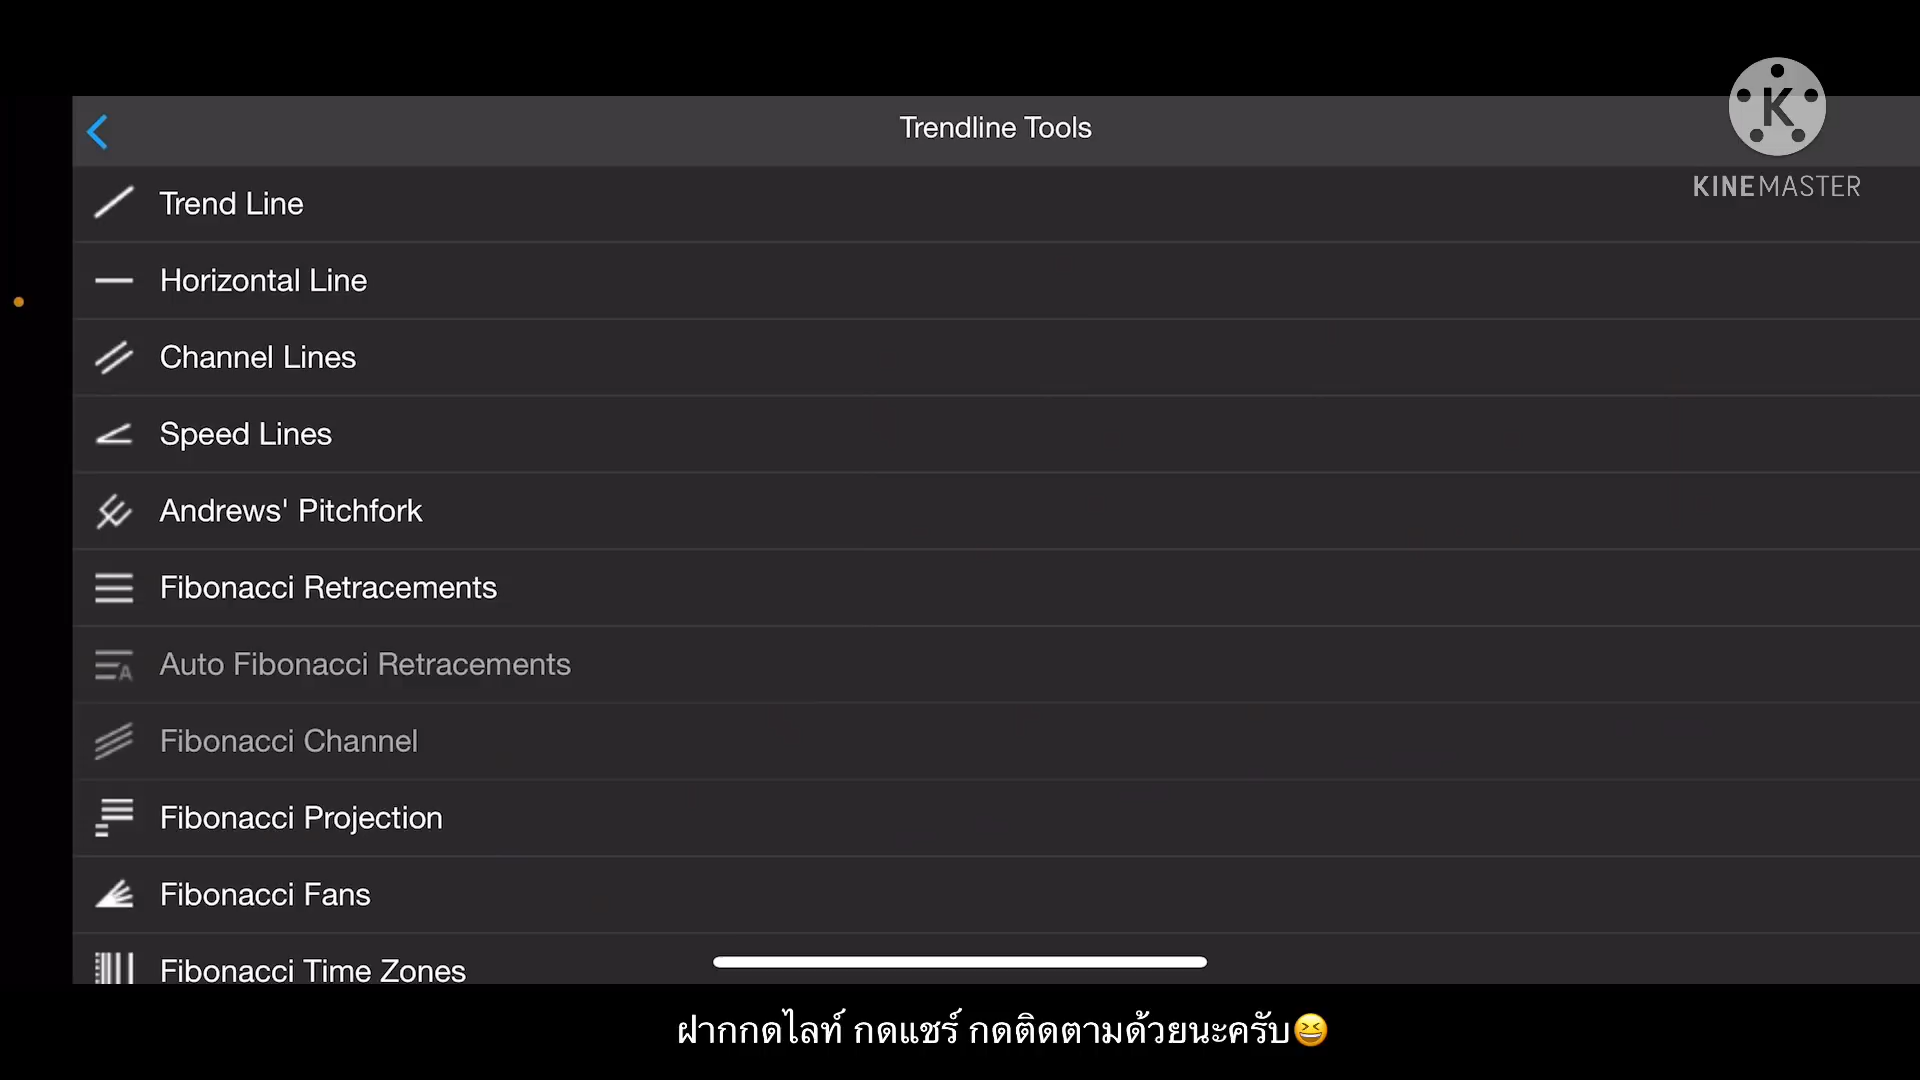 Trendline Tools
K
KINEMASTER
Trend Line
Horizontal Line
Channel Lines
Speed Lines
Andrews' Pitchfork
Fibonacci Retracements
Auto Fibonacci Retracements
Fibonacci Channel
Fibonacci Projection
Fibonacci Fans
Fibonacci Time Zones
ฝากกดไลท์ กดแชร์ กดติดตามด้วยนะครับ😆